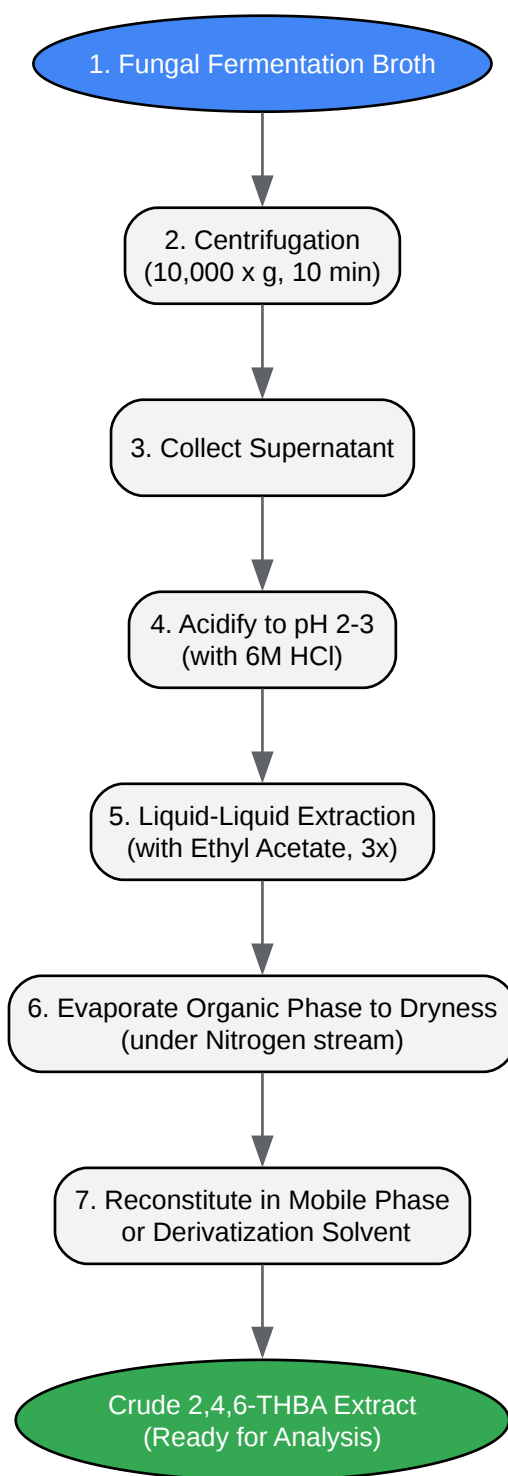 1. Fungal Fermentation Broth
2. Centrifugation
(10,000 x g, 10 min)
3. Collect Supernatant
4. Acidify to pH 2-3
(with 6M HCl)
5. Liquid-Liquid Extraction
(with Ethyl Acetate, 3x)
6. Evaporate Organic Phase to Dryness
(under Nitrogen stream)
7. Reconstitute in Mobile Phase
or Derivatization Solvent
Crude 2,4,6-THBA Extract
(Ready for Analysis)